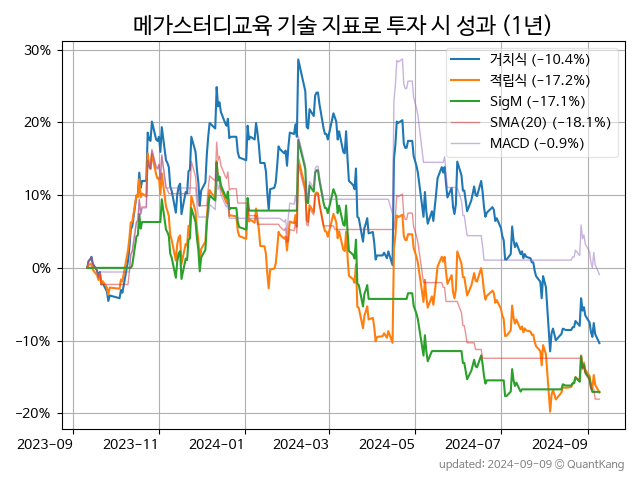 메가스터디교육 기술 지표로 투자 시 성과 (1년)
30%
20%
10%
0%
−10%
−20%
거치식 (−10.4%)
적립식 (−17.2%)
SigM (−17.1%)
SMA(20) (−18.1%)
MACD (−0.9%)
2023-09 2023-11 2024-01 2024-03 2024-05 2024-07 2024-09
updated: 2024-09-09 © QuantKang